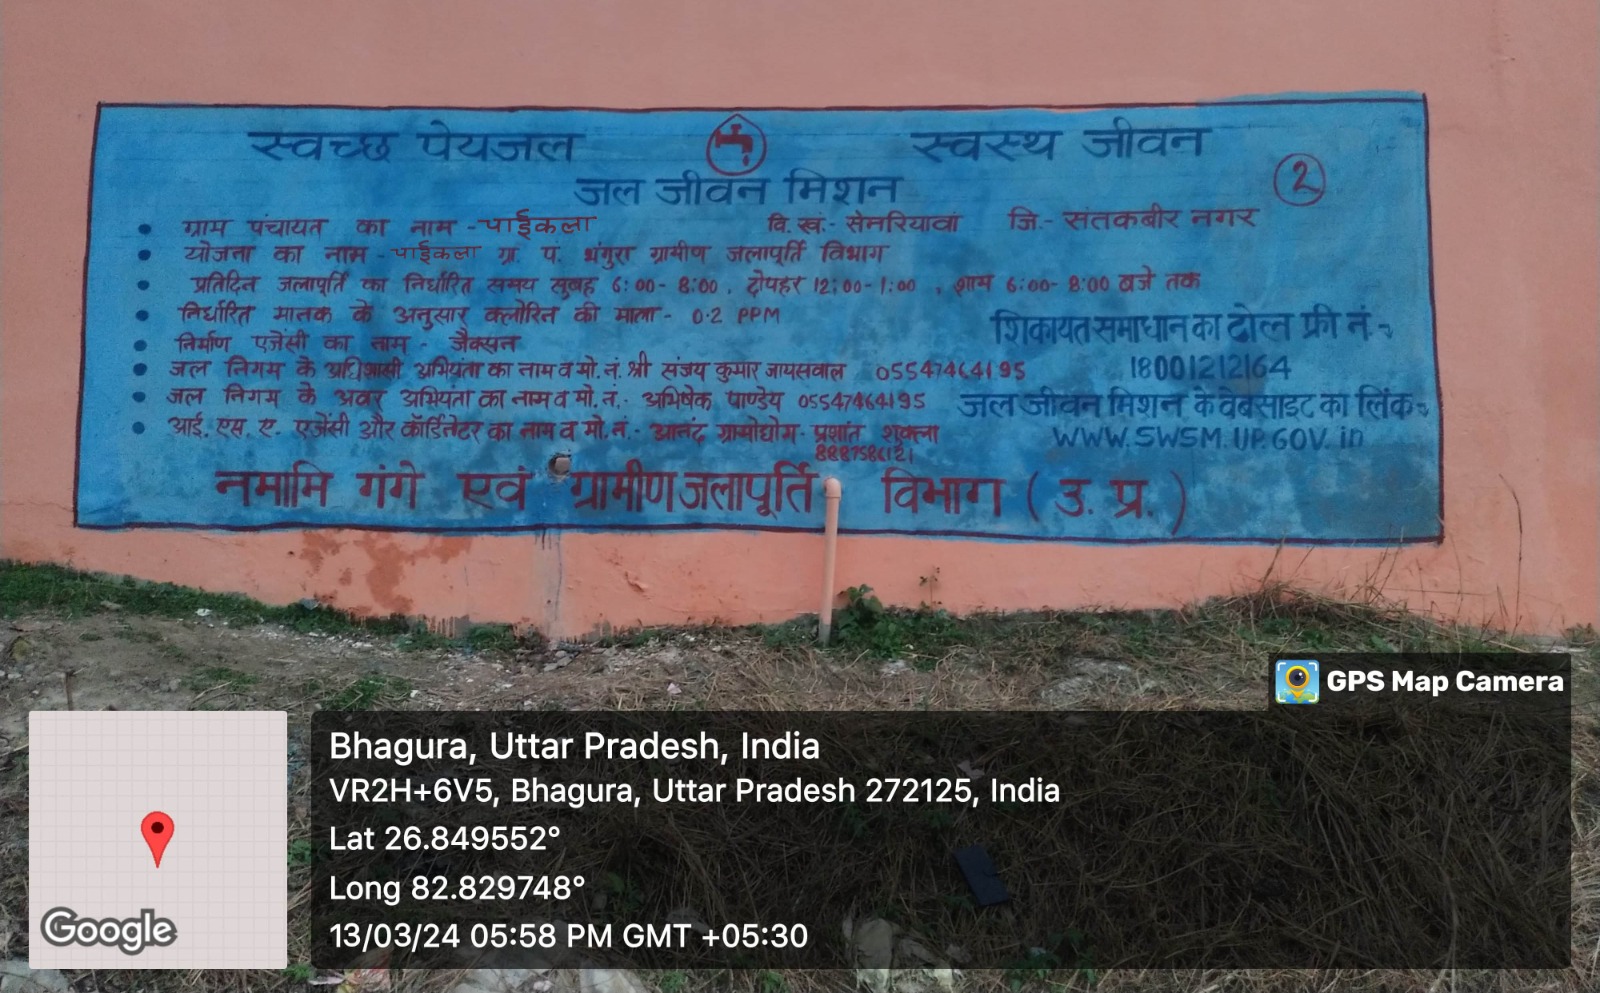 स्वच्छ पेयजल स्वस्थ जीवन
जल जीवन मिशन
2
ग्राम पंचायत का नाम - पाईकला वि. खं.- सेमरियावां जि.- संतकबीर नगर
योजना का नाम - पाईकला ग्रा. पं. भंगुरा ग्रामीण जलापूर्ति विभाग
प्रतिदिन जलापूर्ति का निर्धारित समय सुबह 6:00- 8:00 , दोपहर 12:00-1:00 , शाम 6:00- 8:00 बजे तक
निर्धारित मानक के अनुसार क्लोरिन की मात्रा - 0.2 PPM
शिकायत समाधान का टोल फ्री नं.-
निर्माण एजेंसी का नाम - जैक्सन
18001212164
जल निगम के अधिशासी अभियंता का नाम व मो. नं. श्री संजय कुमार जायसवाल 05547464195
जल निगम के अवर अभियंता का नाम व मो. नं.- अभिषेक पाण्डेय 05547464195
जल जीवन मिशन के वेबसाइट का लिंक-
WWW.SWSM.UP.GOV.in
आई. एस. ए. एजेंसी और कॉर्डिनेटर का नाम व मो. नं.- आनंद ग्रामोद्योग- प्रशांत शुक्ला
8887586121
नमामि गंगे एवं ग्रामीण जलापूर्ति विभाग ( उ. प्र. )
GPS Map Camera
Bhagura, Uttar Pradesh, India
VR2H+6V5, Bhagura, Uttar Pradesh 272125, India
Lat 26.849552°
Long 82.829748°
13/03/24 05:58 PM GMT +05:30
Google